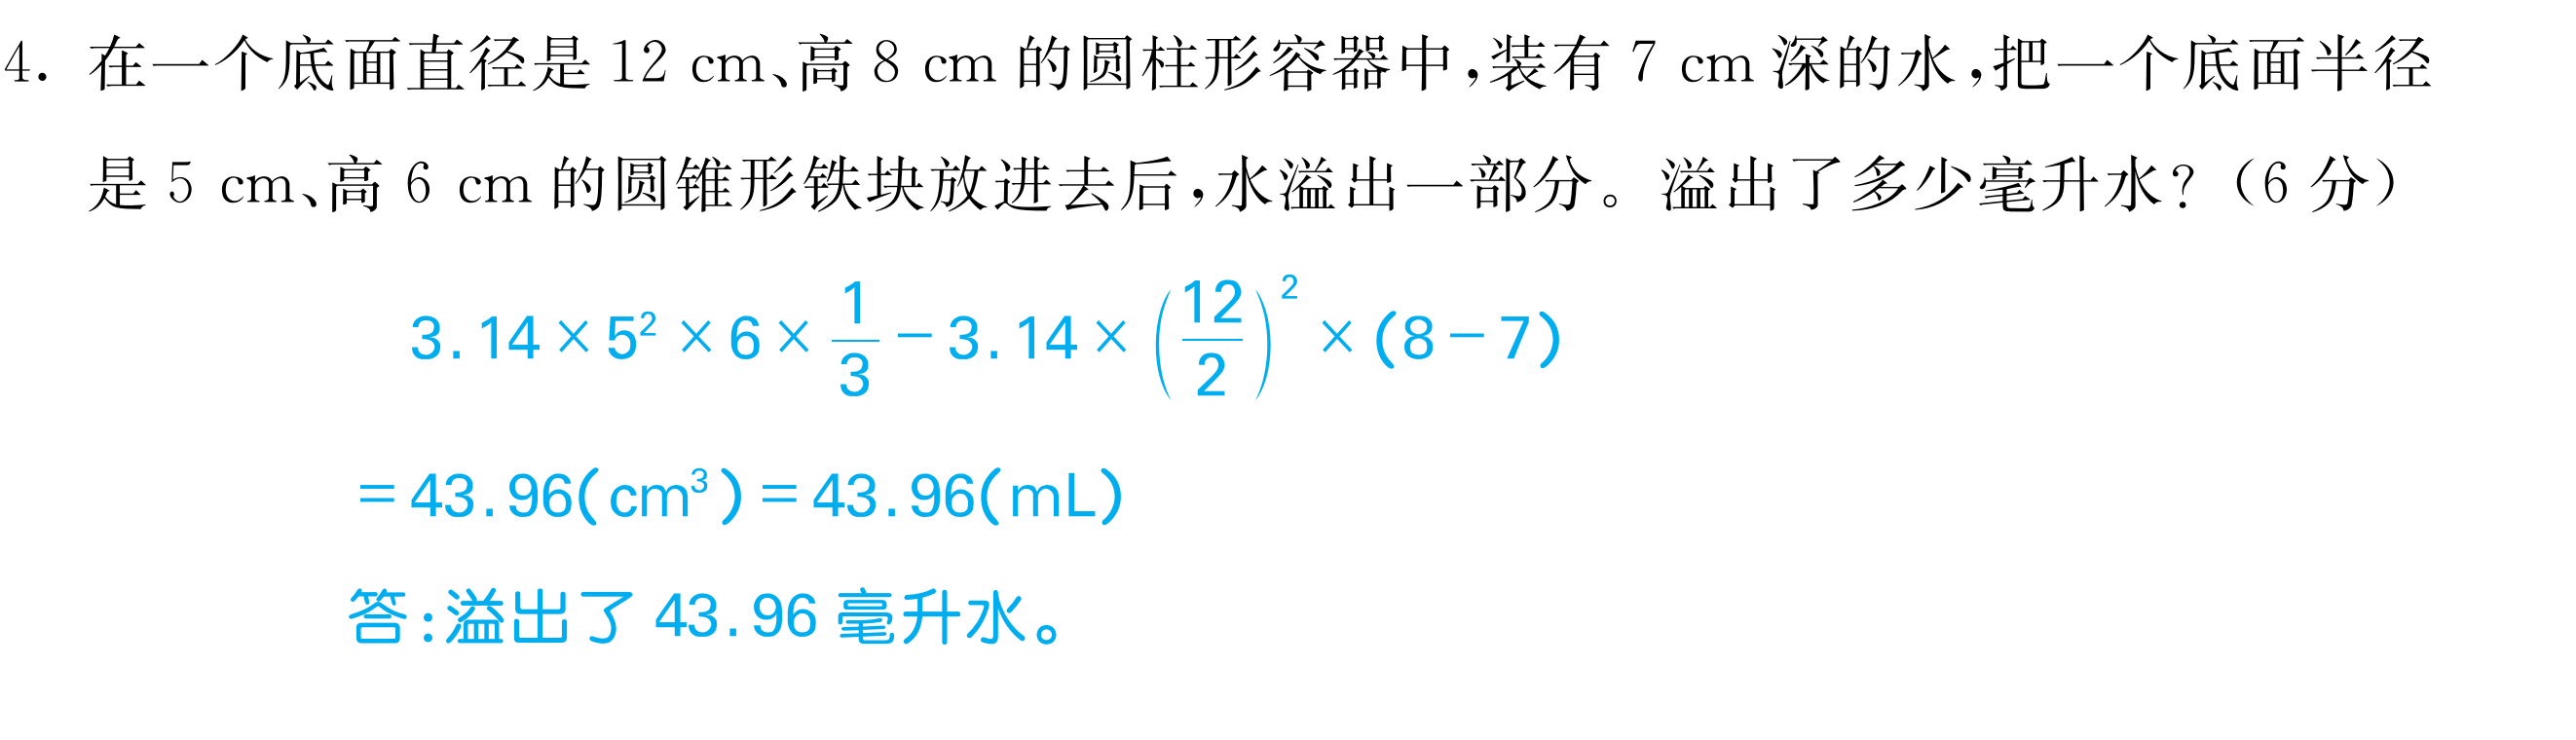 4. 在一个底面直径是 12 cm、高 8 cm 的圆柱形容器中,装有 7 cm 深的水,把一个底面半径
是 5 cm、高 6 cm 的圆锥形铁块放进去后,水溢出一部分。溢出了多少毫升水?(6 分)
3.14×5²×6×\frac{1}{3}－3.14×(\frac{12}{2})²×(8－7)
=43.96(cm³)=43.96(mL)
答:溢出了 43.96 毫升水。